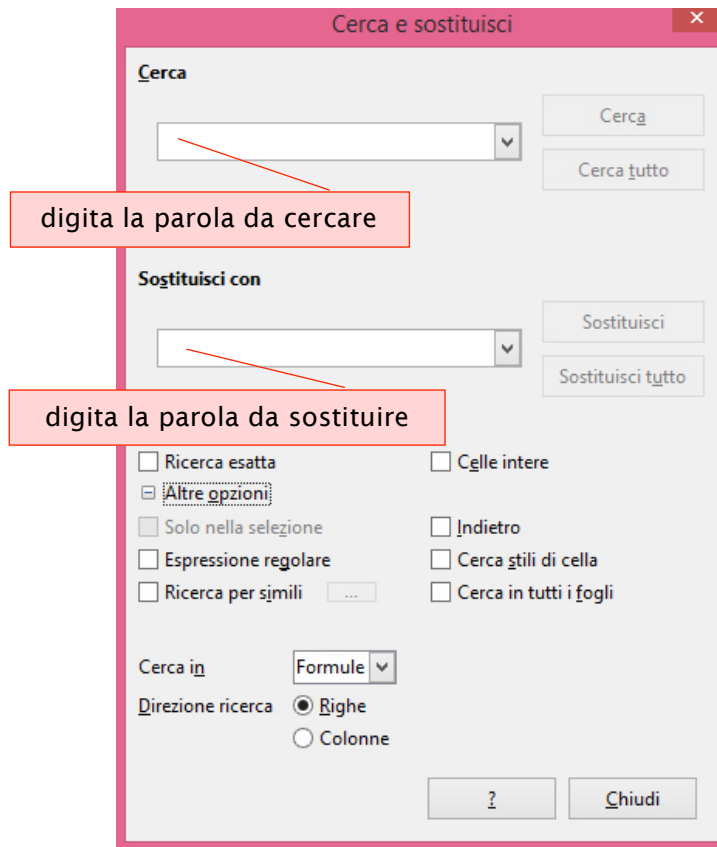 Cerca e sostituisci
Cerca
Cerca
Cerca tutto
digita la parola da cercare
Sostituisci con
Sostituisci
Sostituisci tutto
digita la parola da sostituire
Ricerca esatta
Celle intere
Altre opzioni
Solo nella selezione
Indietro
Espressione regolare
Cerca stili di cella
Ricerca per simili
...
Cerca in tutti i fogli
Cerca in
Formule
Direzione ricerca
Righe
Colonne
?
Chiudi